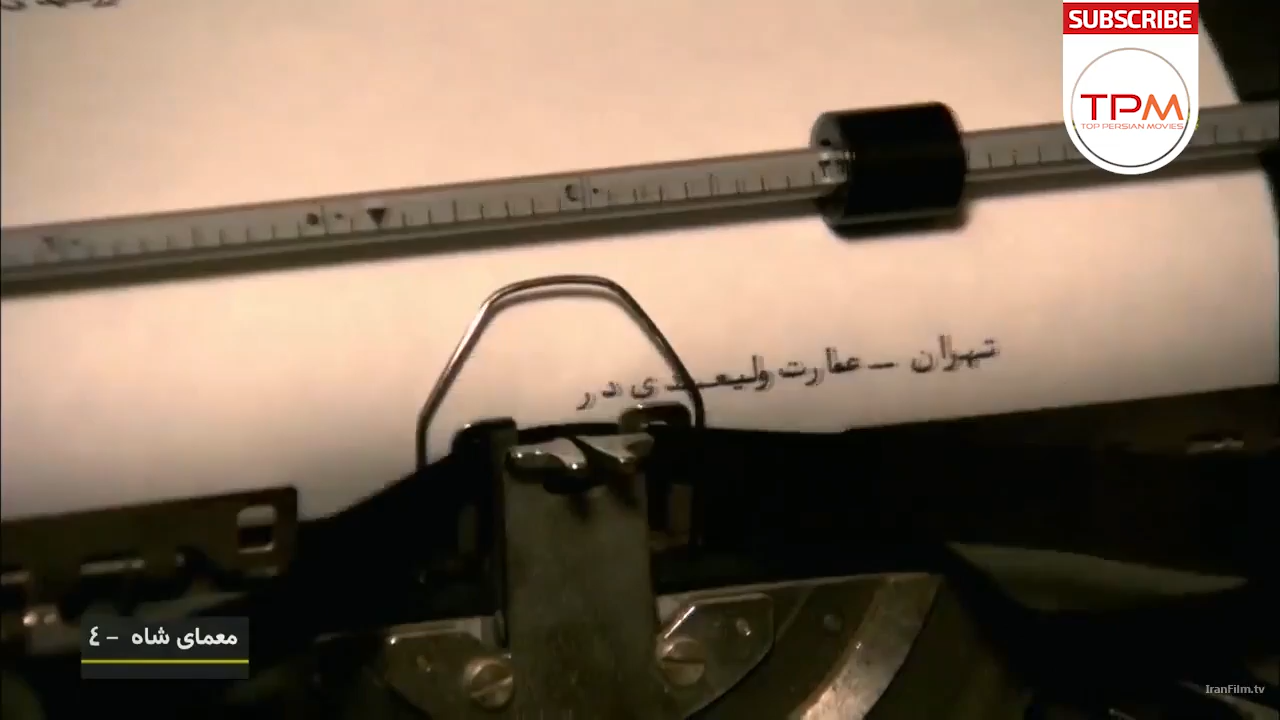 SUBSCRIBE
TPM
TOP PERSIAN MOVIES
تهران - عمارت ولیعهدی در
معمای شاه - ٤
IranFilm.tv